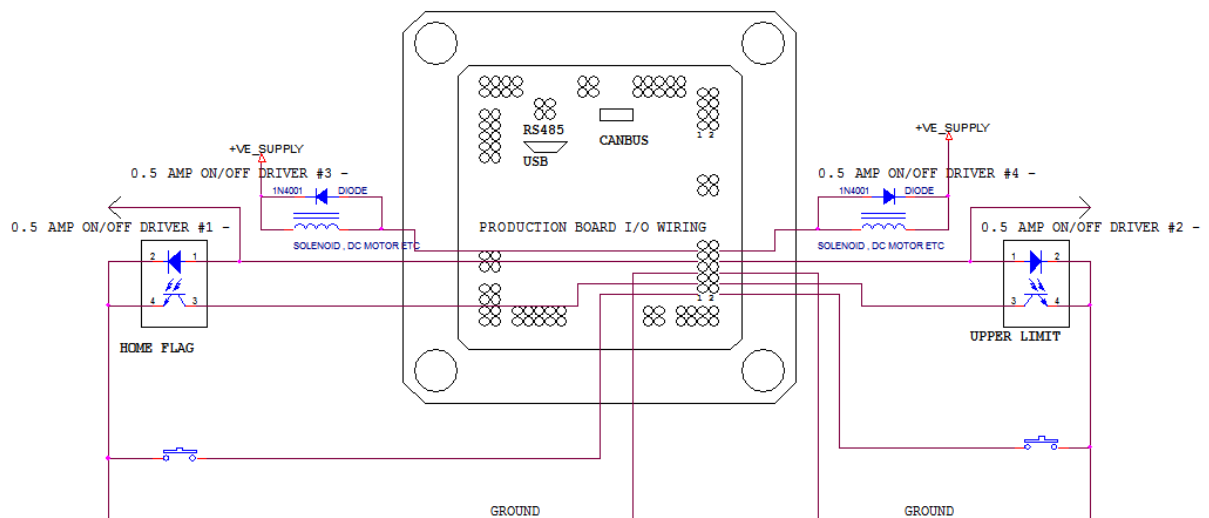 RS485
CANBUS
1 2
USB
+VE_SUPPLY
+VE_SUPPLY
0.5 AMP ON/OFF DRIVER #3 -
0.5 AMP ON/OFF DRIVER #4 -
1N4001
DIODE
1N4001
DIODE
0.5 AMP ON/OFF DRIVER #1 -
PRODUCTION BOARD I/O WIRING
0.5 AMP ON/OFF DRIVER #2 -
SOLENOID , DC MOTOR ETC
SOLENOID , DC MOTOR ETC
2 1
1 2
4 3
1 2
3 4
HOME FLAG
UPPER LIMIT
GROUND
GROUND